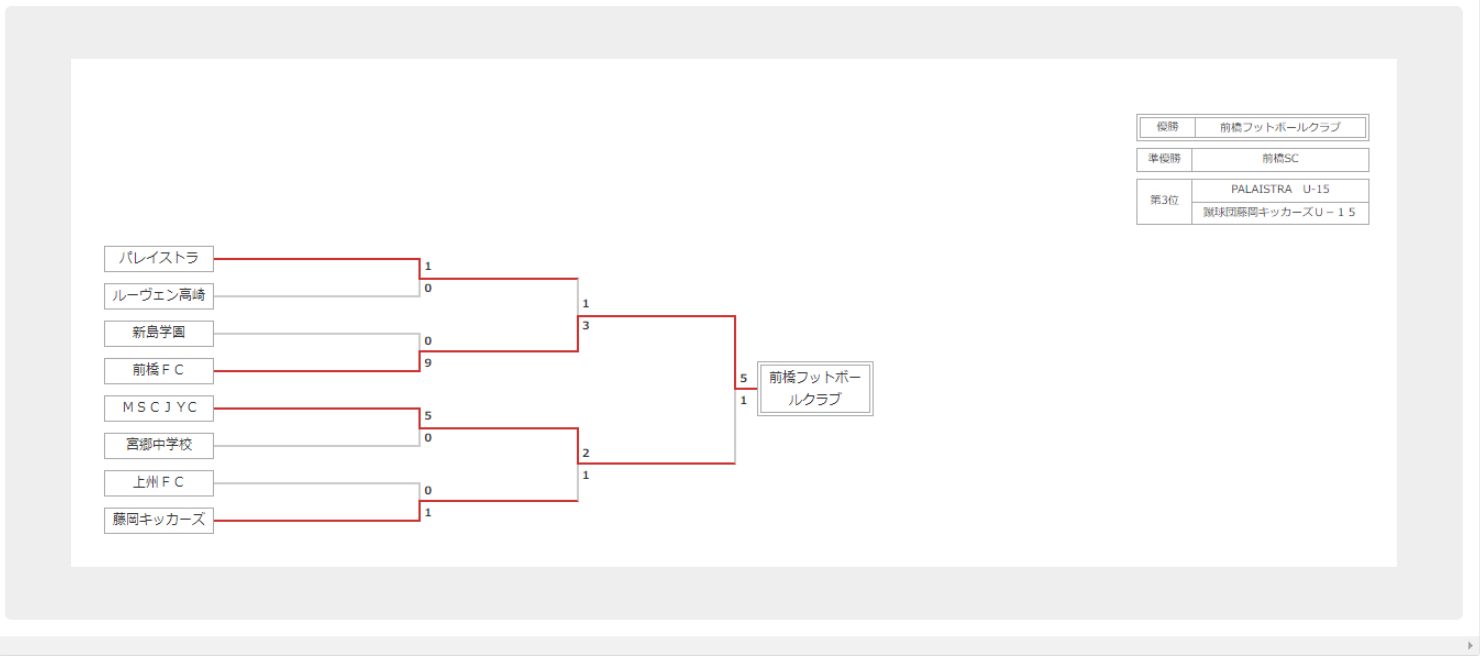 優勝 前橋フットボールクラブ
準優勝 前橋SC
第3位 PALAISTRA　U-15
蹴球団藤岡キッカーズU－１５
パレイストラ
1
ルーヴェン高崎
0
1
新島学園
3
0
前橋ＦＣ
9
5
前橋フットボー
ルクラブ
1
ＭＳＣＪＹＣ
5
宮郷中学校
0
2
1
上州ＦＣ
0
藤岡キッカーズ
1